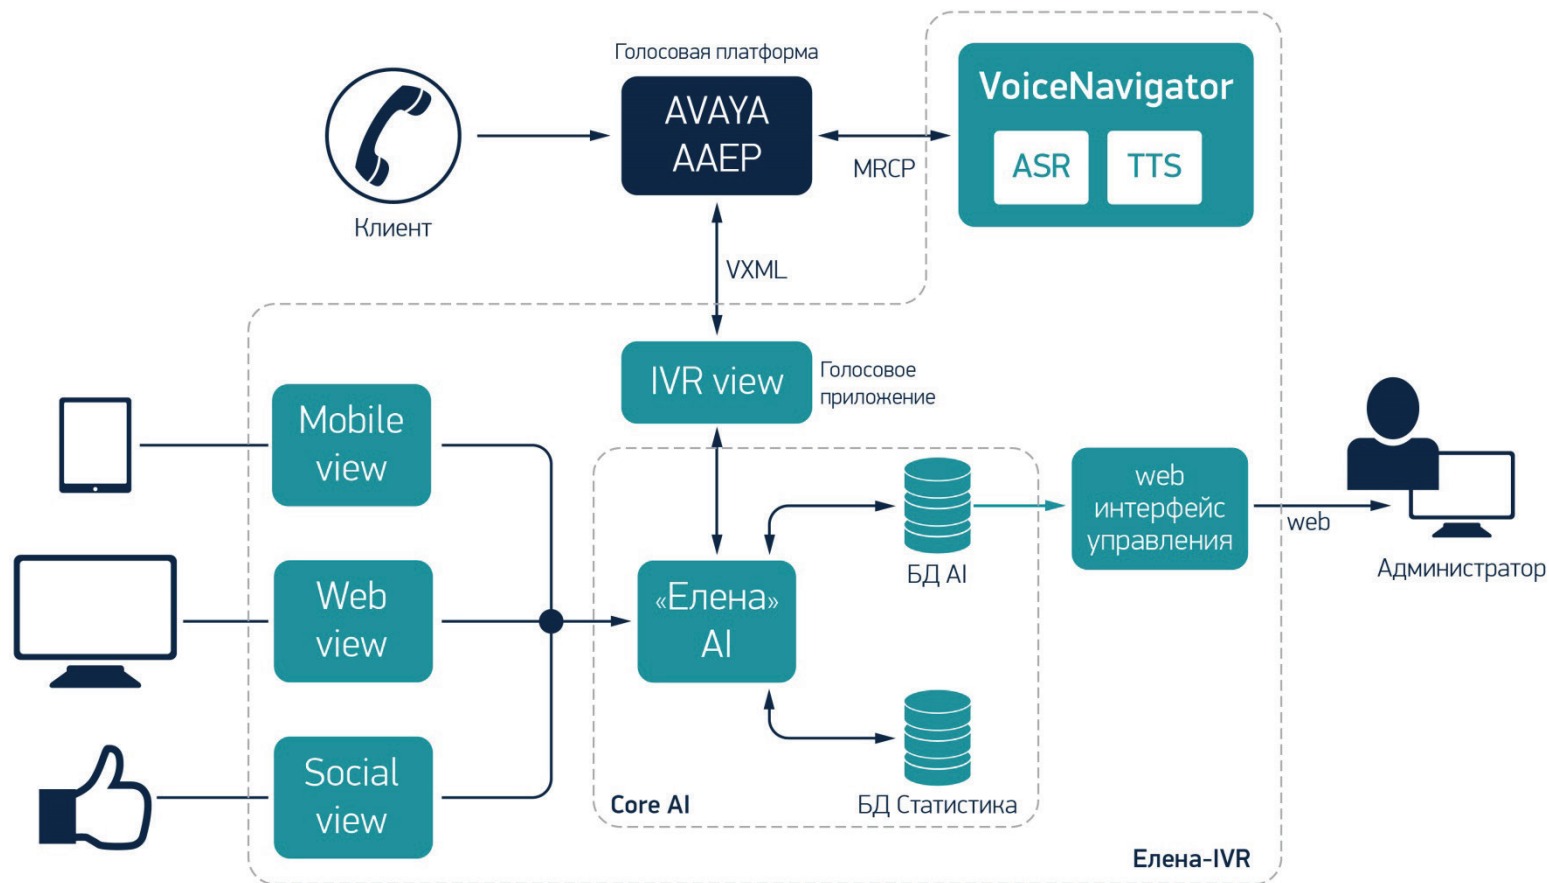 Голосовая платформа
AVAYA
AAEP
VoiceNavigator
ASR
TTS
MRCP
Клиент
VXML
IVR view
Голосовое
приложение
Mobile
view
Web
view
Social
view
«Елена»
AI
БД AI
БД Статистика
Core AI
web
интерфейс
управления
web
Администратор
Елена-IVR